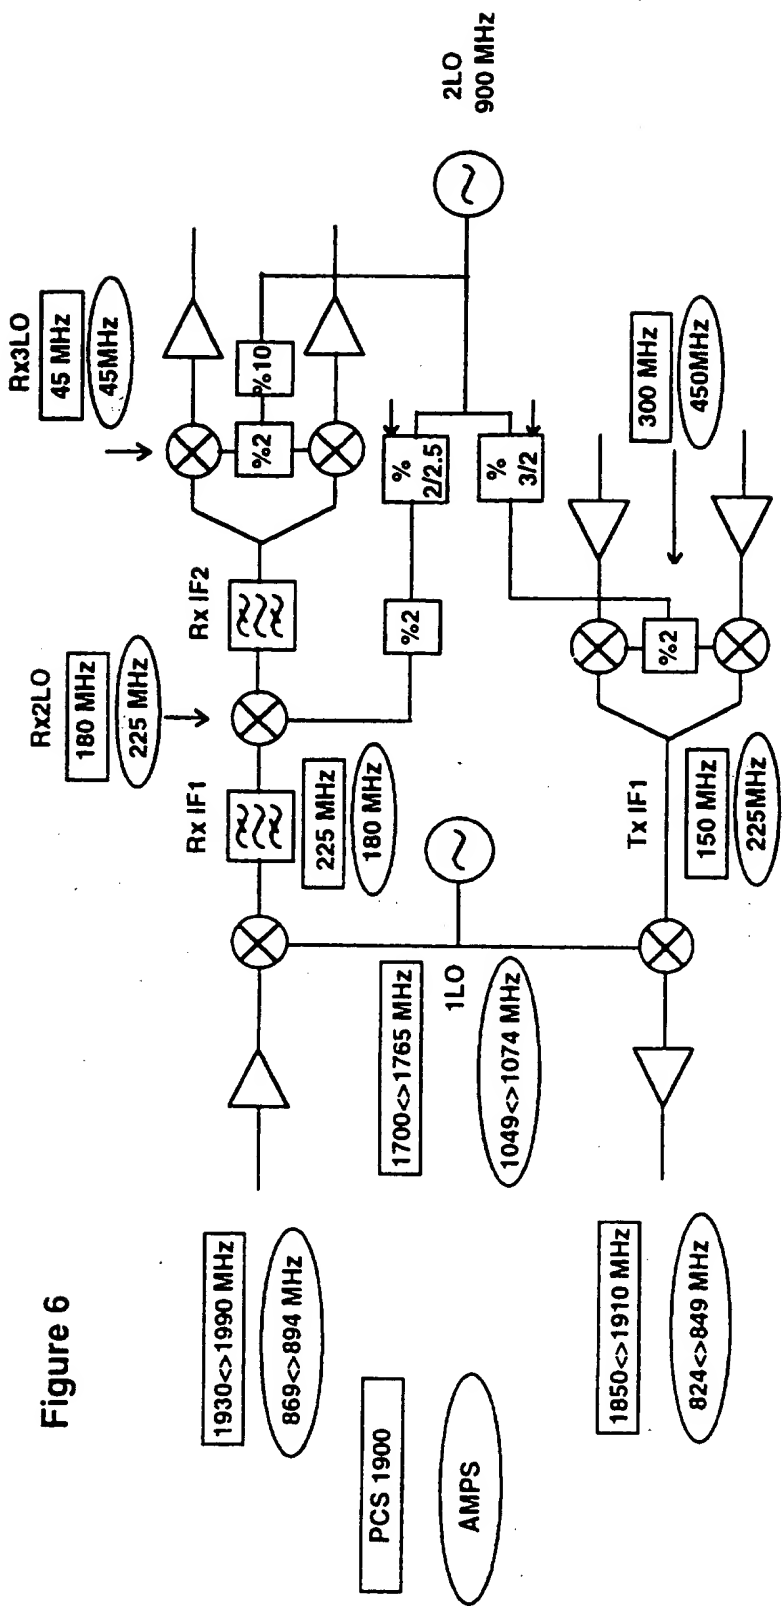 Figure 6
PCS 1900
AMPS
1930<>1990 MHz
869<>894 MHz
1850<>1910 MHz
824<>849 MHz
1700<>1765 MHz
1LO
1049<>1074 MHz
Rx IF1
225 MHz
180 MHz
Tx IF1
150 MHz
225MHz
Rx2LO
180 MHz
225 MHz
Rx IF2
%2
Rx3LO
45 MHz
45MHz
%2
%10
%
2/2.5
%
3/2
%2
300 MHz
450MHz
2LO
900 MHz